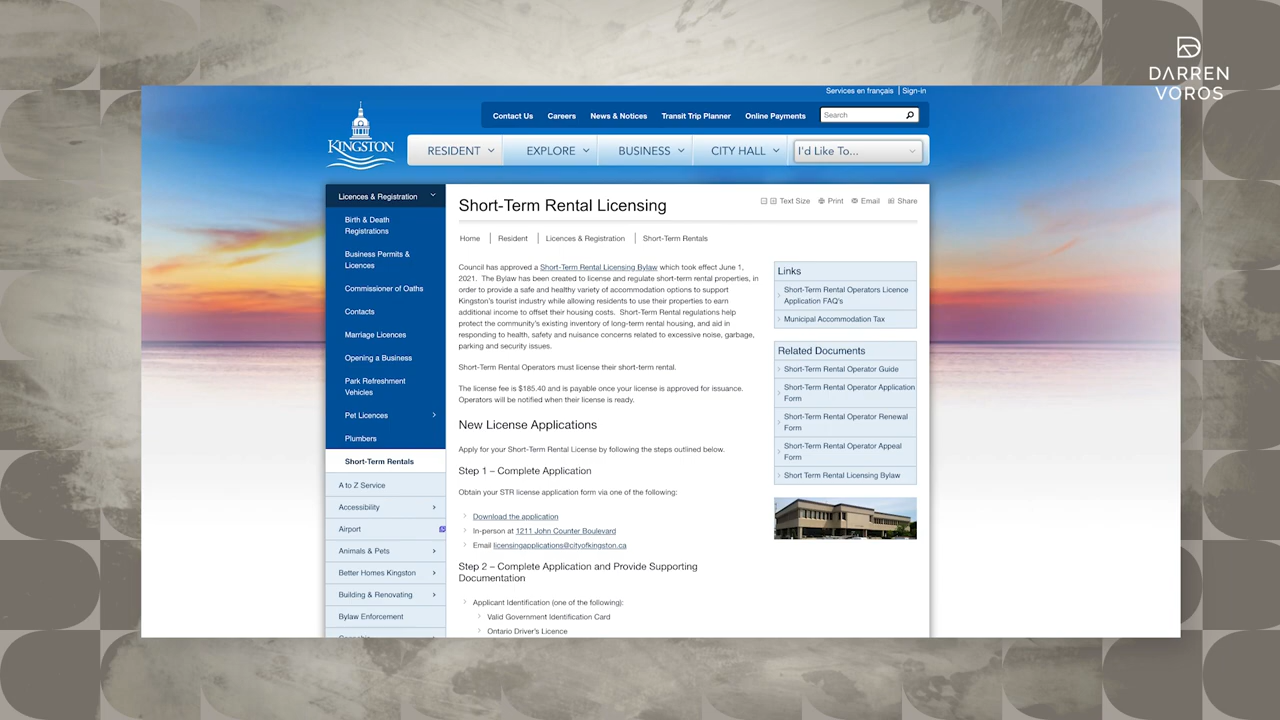 DARREN
VOROS
Services en français | Sign-in
Contact Us Careers News & Notices Transit Trip Planner Online Payments Search
KINGSTON
RESIDENT EXPLORE BUSINESS CITY HALL I'd Like To...
Licences & Registration
Birth & Death
Registrations
Business Permits &
Licences
Commissioner of Oaths
Contacts
Marriage Licences
Opening a Business
Park Refreshment
Vehicles
Pet Licences
Plumbers
Short-Term Rentals
A to Z Service
Accessibility
Airport
Animals & Pets
Better Homes Kingston
Building & Renovating
Bylaw Enforcement
Short-Term Rental Licensing
Text Size Print Email Share
Home | Resident | Licences & Registration | Short-Term Rentals
Council has approved a Short-Term Rental Licensing Bylaw which took effect June 1,
2021. The Bylaw has been created to license and regulate short-term rental properties, in
order to provide a safe and healthy variety of accommodation options to support
Kingston's tourist industry while allowing residents to use their properties to earn
additional income to offset their housing costs. Short-Term Rental regulations help
protect the community's existing inventory of long-term rental housing, and aid in
responding to health, safety and nuisance concerns related to excessive noise, garbage,
parking and security issues.
Short-Term Rental Operators must license their short-term rental.
The license fee is $185.40 and is payable once your license is approved for issuance.
Operators will be notified when their license is ready.
New License Applications
Apply for your Short-Term Rental License by following the steps outlined below.
Step 1 – Complete Application
Obtain your STR license application form via one of the following:
Download the application
In-person at 1211 John Counter Boulevard
Email licensingapplications@cityofkingston.ca
Step 2 – Complete Application and Provide Supporting
Documentation
Applicant Identification (one of the following):
Valid Government Identification Card
Ontario Driver's Licence
Links
Short-Term Rental Operators Licence
Application FAQ's
Municipal Accommodation Tax
Related Documents
Short-Term Rental Operator Guide
Short-Term Rental Operator Application
Form
Short-Term Rental Operator Renewal
Form
Short-Term Rental Operator Appeal
Form
Short Term Rental Licensing Bylaw